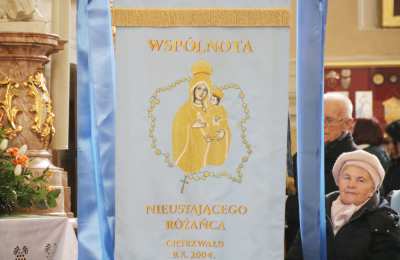 WSPÓLNOTA
NIEUSTAJĄCEGO
RÓŻAŃCA
GIETRZWAŁD
8.X.2004.